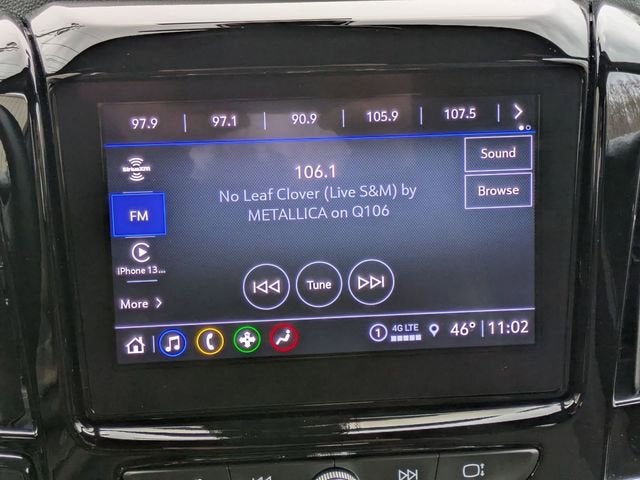 97.9 97.1 90.9 105.9 107.5
SiriusXM
106.1
Sound
No Leaf Clover (Live S&M) by
METALLICA on Q106
Browse
FM
iPhone 13...
Tune
More
1 4G LTE 46° 11:02